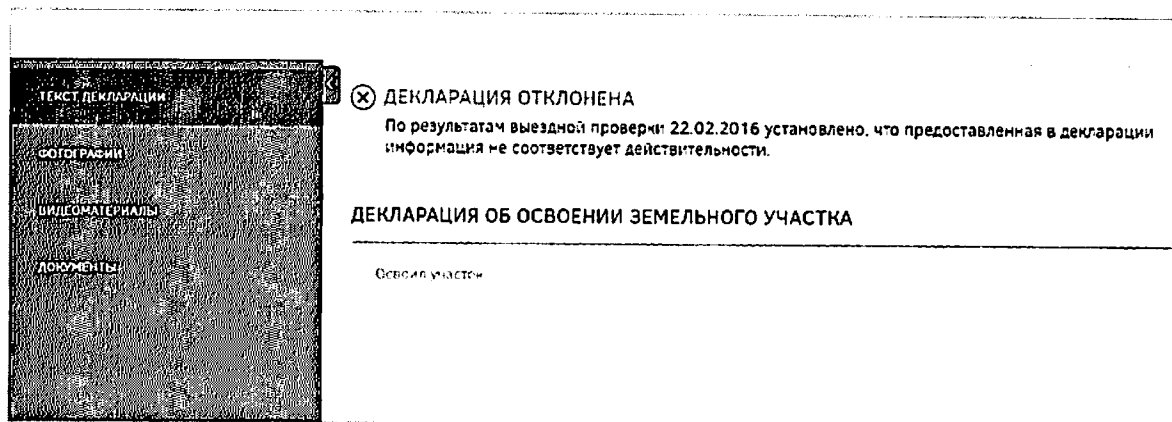 ТЕКСТ ДЕКЛАРАЦИИ
ФОТОГРАФИИ
ВИДЕОМАТЕРИАЛЫ
ДОКУМЕНТЫ
ДЕКЛАРАЦИЯ ОТКЛОНЕНА
По результатам выездной проверки 22.02.2016 установлено, что предоставленная в декларации
информация не соответствует действительности.
ДЕКЛАРАЦИЯ ОБ ОСВОЕНИИ ЗЕМЕЛЬНОГО УЧАСТКА
Освоил участок